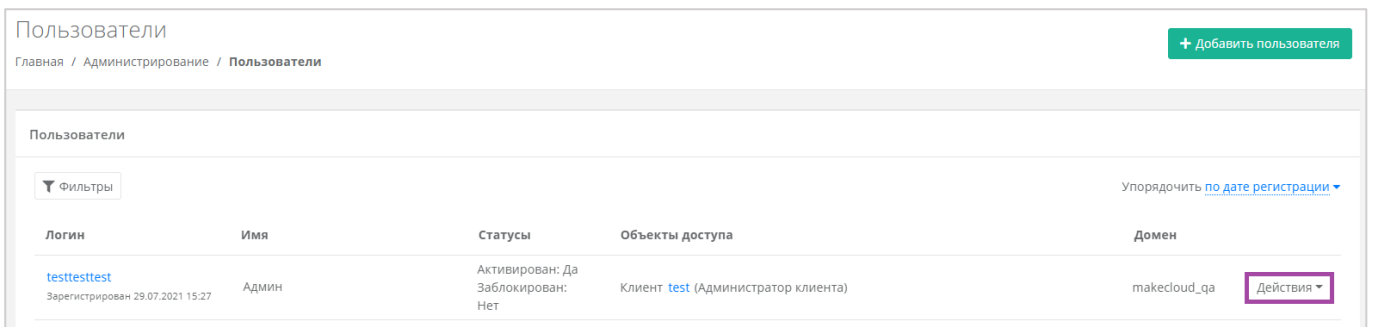 Пользователи
Добавить пользователя
Главная / Администрирование / Пользователи
Пользователи
Фильтры
Упорядочить по дате регистрации
Логин Имя Статусы Объекты доступа Домен
testtesttest
Зарегистрирован 29.07.2021 15:27
Админ
Активирован: Да
Заблокирован:
Нет
Клиент test (Администратор клиента)
makecloud_qa
Действия